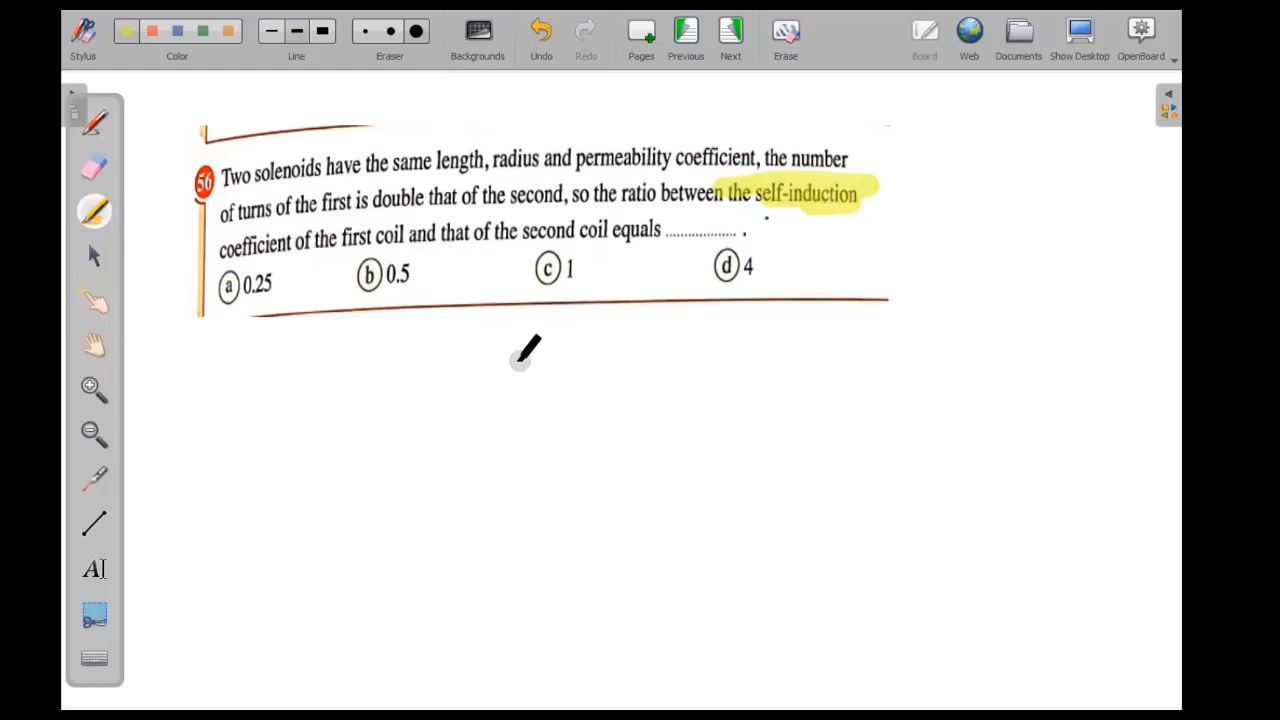 Stylus
Color
Line
Eraser
Backgrounds
Undo
Redo
Pages
Previous
Next
Erase
Board
Web
Documents
Show Desktop
OpenBoard
56 Two solenoids have the same length, radius and permeability coefficient, the number
of turns of the first is double that of the second, so the ratio between the self-induction
coefficient of the first coil and that of the second coil equals .................. .
a 0.25
b 0.5
c 1
d 4
A